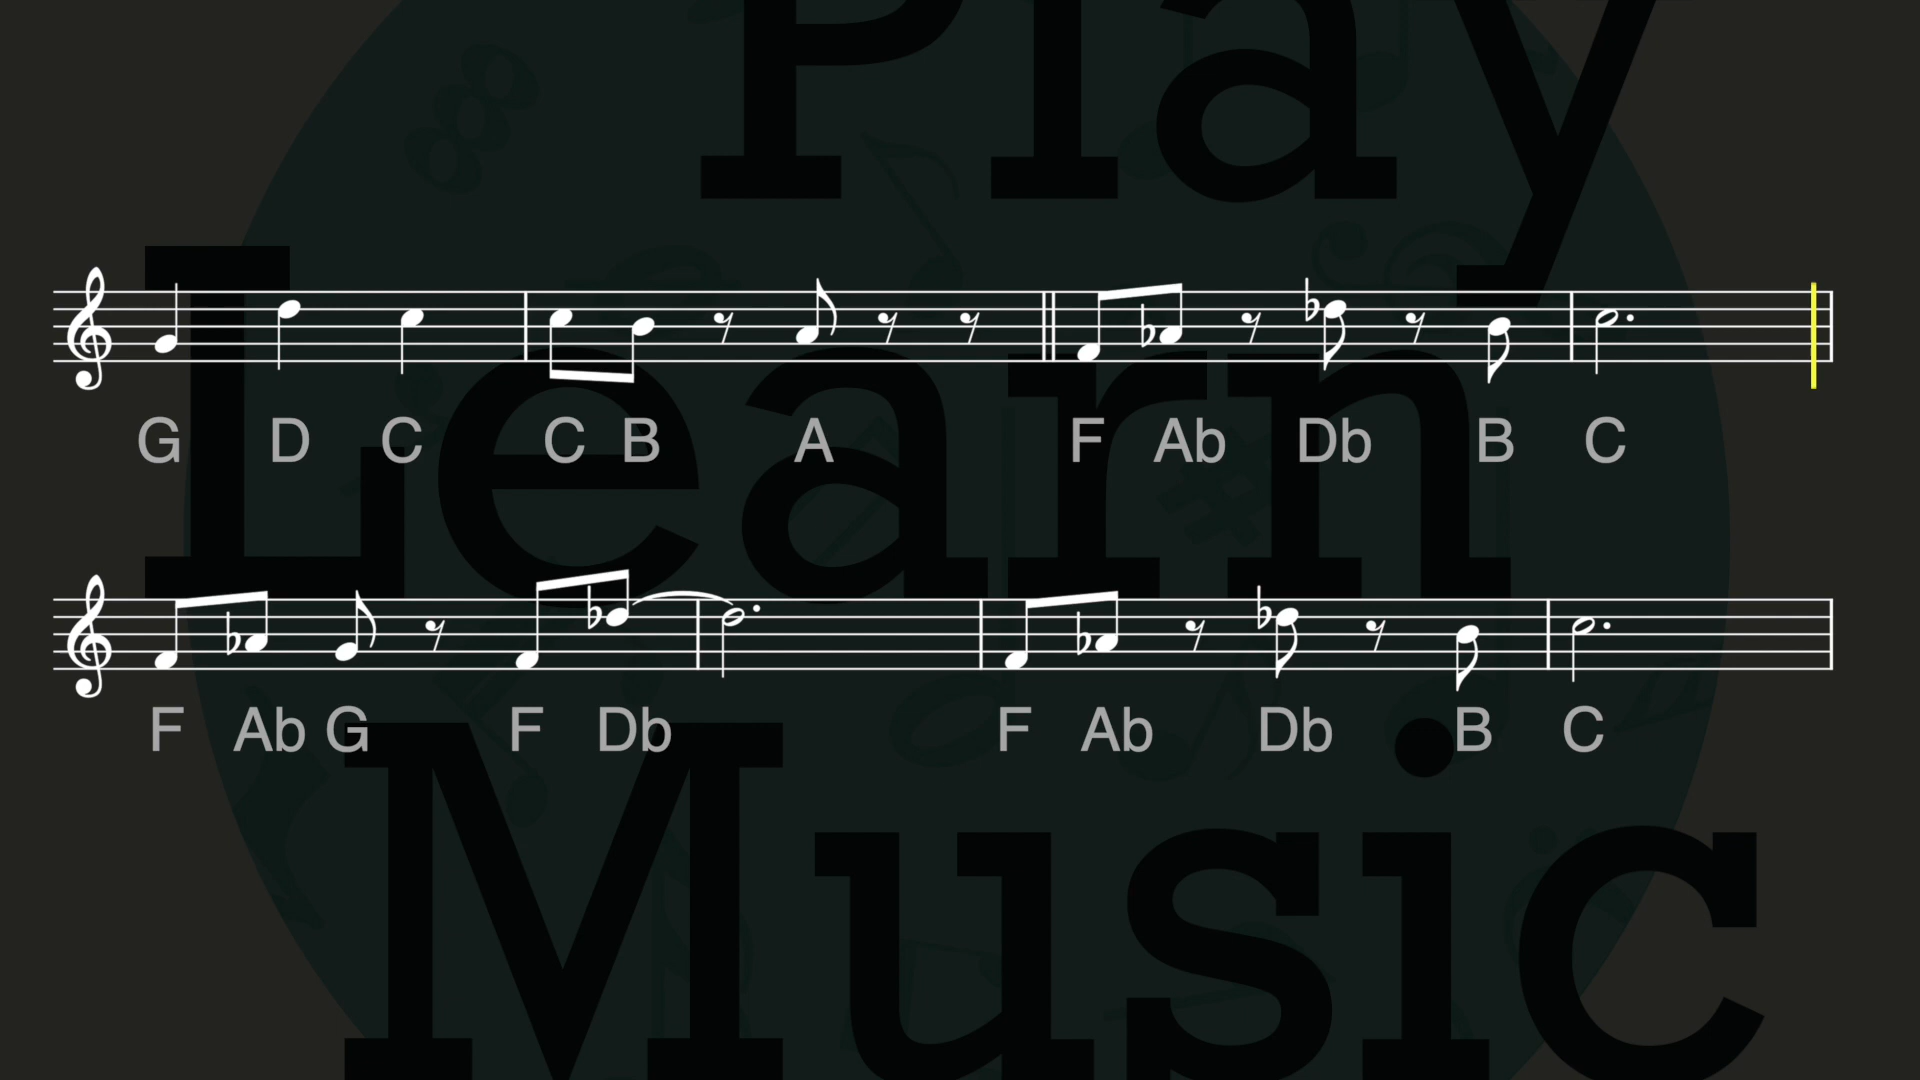 Play
G D C C B A F Ab Db B C
Learn
F Ab G F Db F Ab Db B C
Music